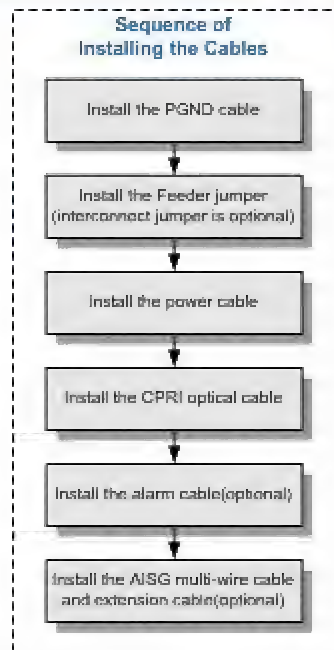 Sequence of
Installing the Cables
Install the PGND cable
Install the Feeder jumper
(interconnect jumper is optional)
Install the power cable
Install the CPRI optical cable
Install the alarm cable(optional)
Install the AISG multi-wire cable
and extension cable(optional)